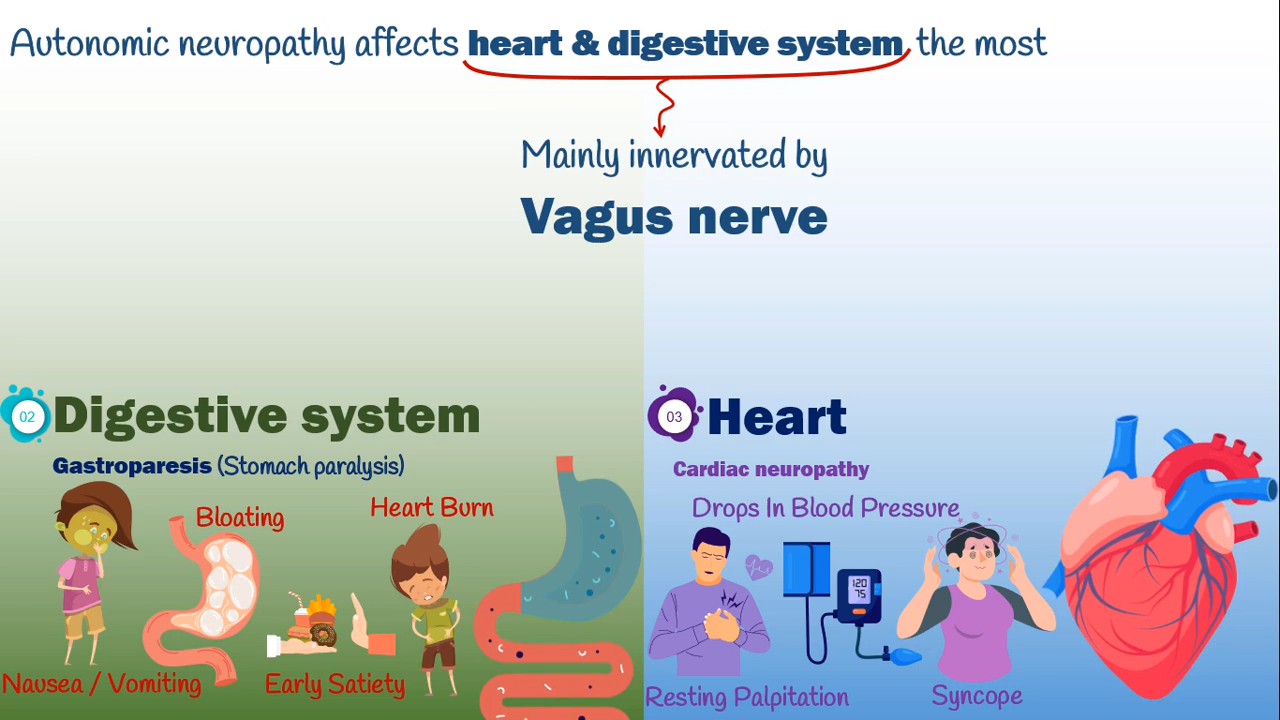 Autonomic neuropathy affects heart & digestive system, the most
Mainly innervated by
Vagus nerve
02 Digestive system
Gastroparesis (Stomach paralysis)
Bloating
Heart Burn
Nausea / Vomiting
Early Satiety
03 Heart
Cardiac neuropathy
Drops In Blood Pressure
120
75
Resting Palpitation
Syncope